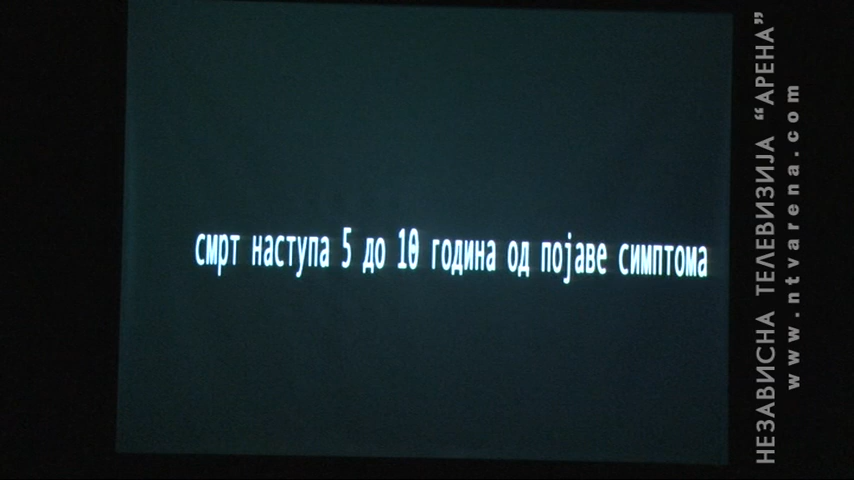 смрт наступа 5 до 10 година од појаве симптома
НЕЗАВИСНА ТЕЛЕВИЗИЈА “АРЕНА”
www.ntvarena.com